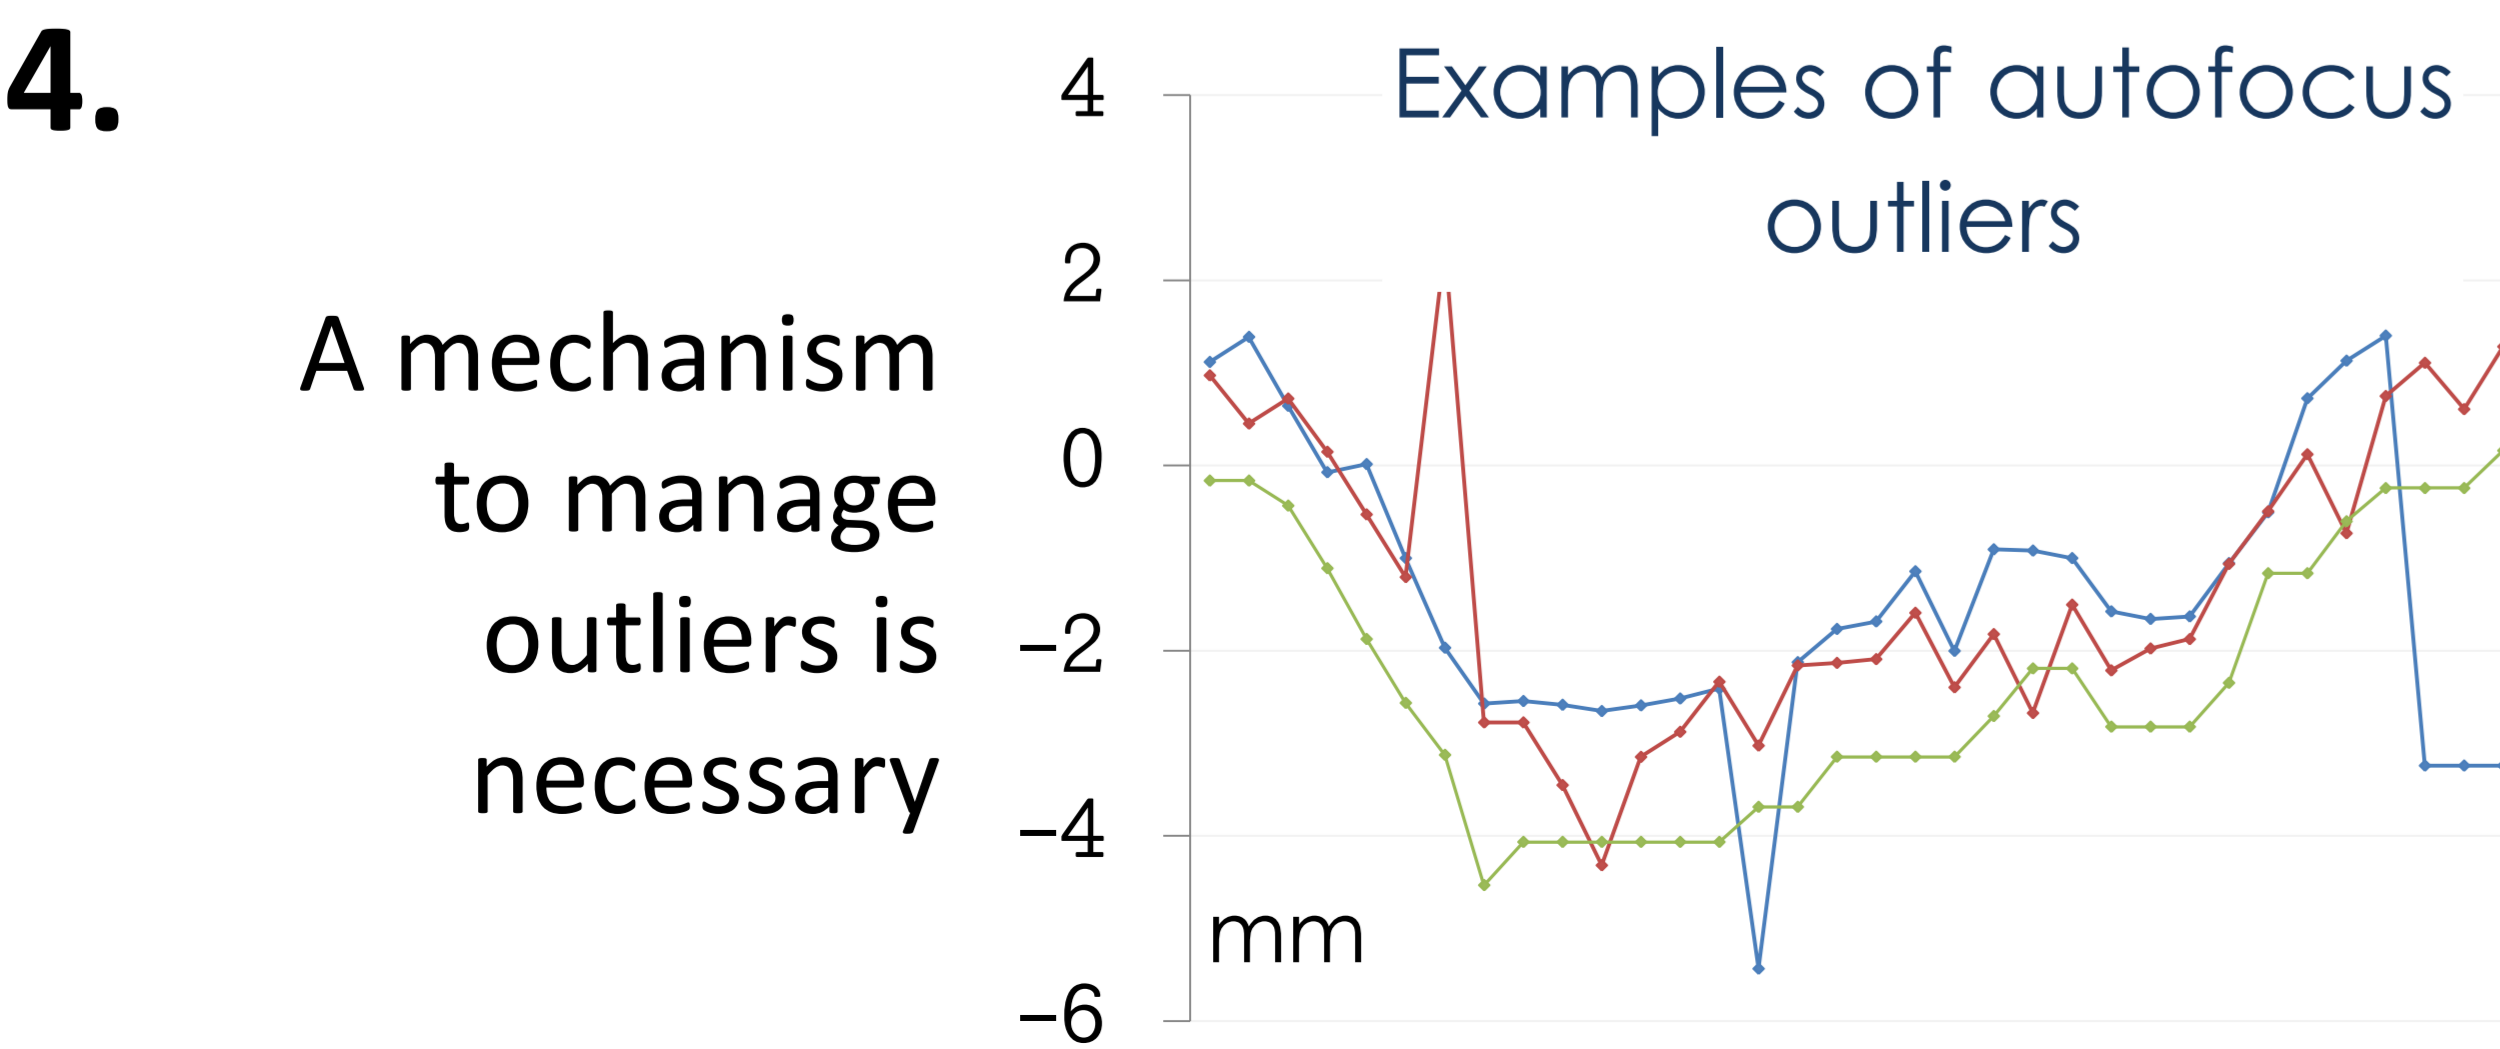 4.
A mechanism
to manage
outliers is
necessary
Examples of autofocus
outliers
4
2
0
−2
−4
−6
mm